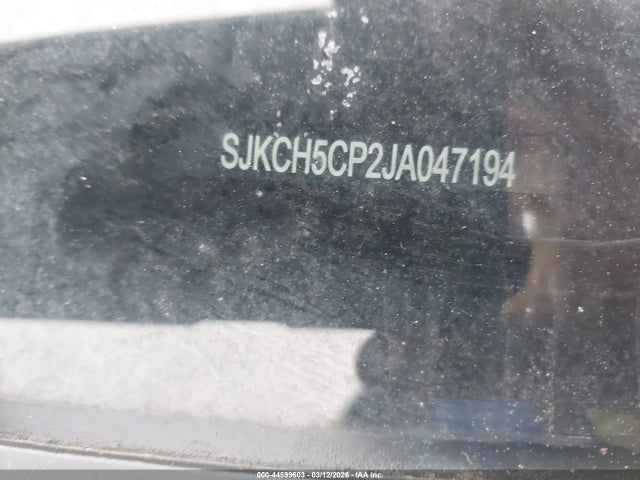 SJKCH5CP2JA047194
000-44599603 - 03/12/2026 - IAA Inc.